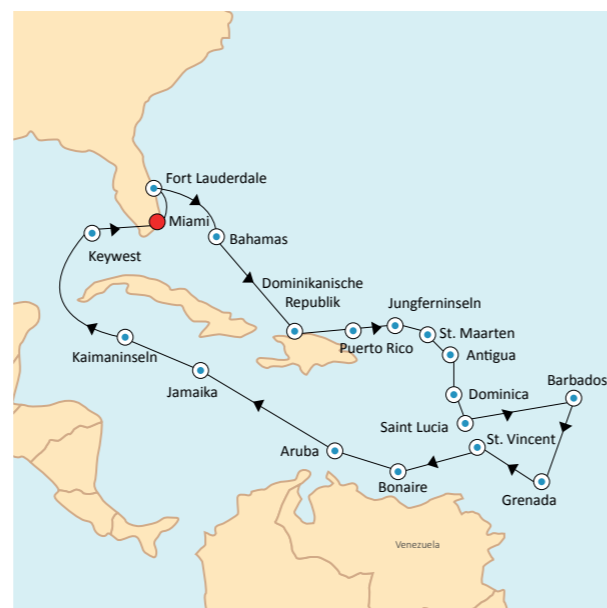 Fort Lauderdale
Miami
Keywest
Bahamas
Dominikanische
Republik
Jungferninseln
Puerto Rico
St. Maarten
Antigua
Kaimaninseln
Jamaika
Dominica
Barbados
Saint Lucia
St. Vincent
Aruba
Bonaire
Grenada
Venezuela